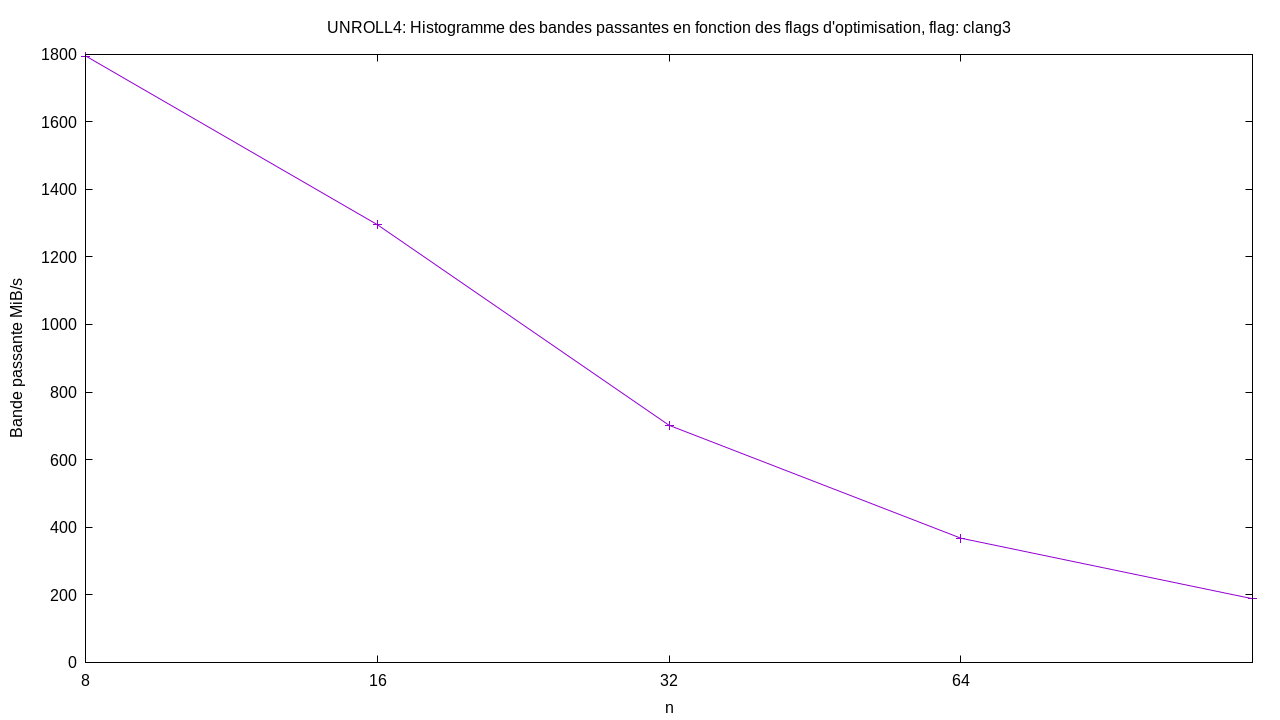 UNROLL4: Histogramme des bandes passantes en fonction des flags d'optimisation, flag: clang3
1800
1600
1400
1200
1000
800
600
400
200
0
Bande passante MiB/s
8 16 32 64
n